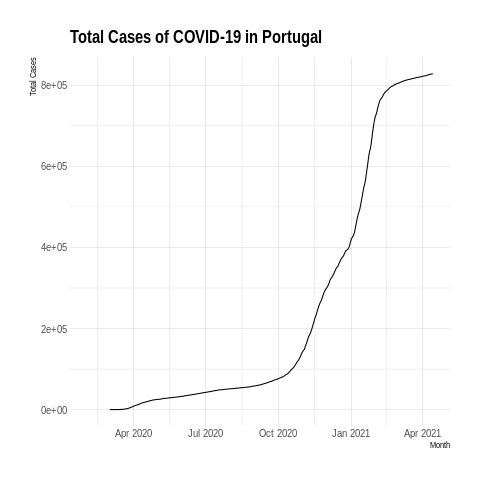 Total Cases of COVID-19 in Portugal
Total Cases
8e+05
6e+05
4e+05
2e+05
0e+00
Apr 2020 Jul 2020 Oct 2020 Jan 2021 Apr 2021
Month